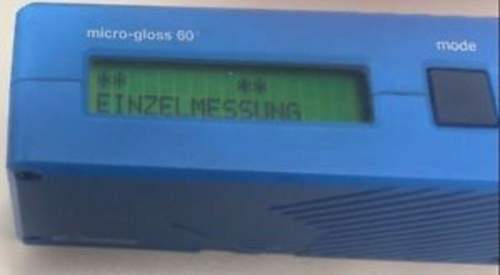 micro-gloss 60°
mode
** **
EINZELMESSUNG